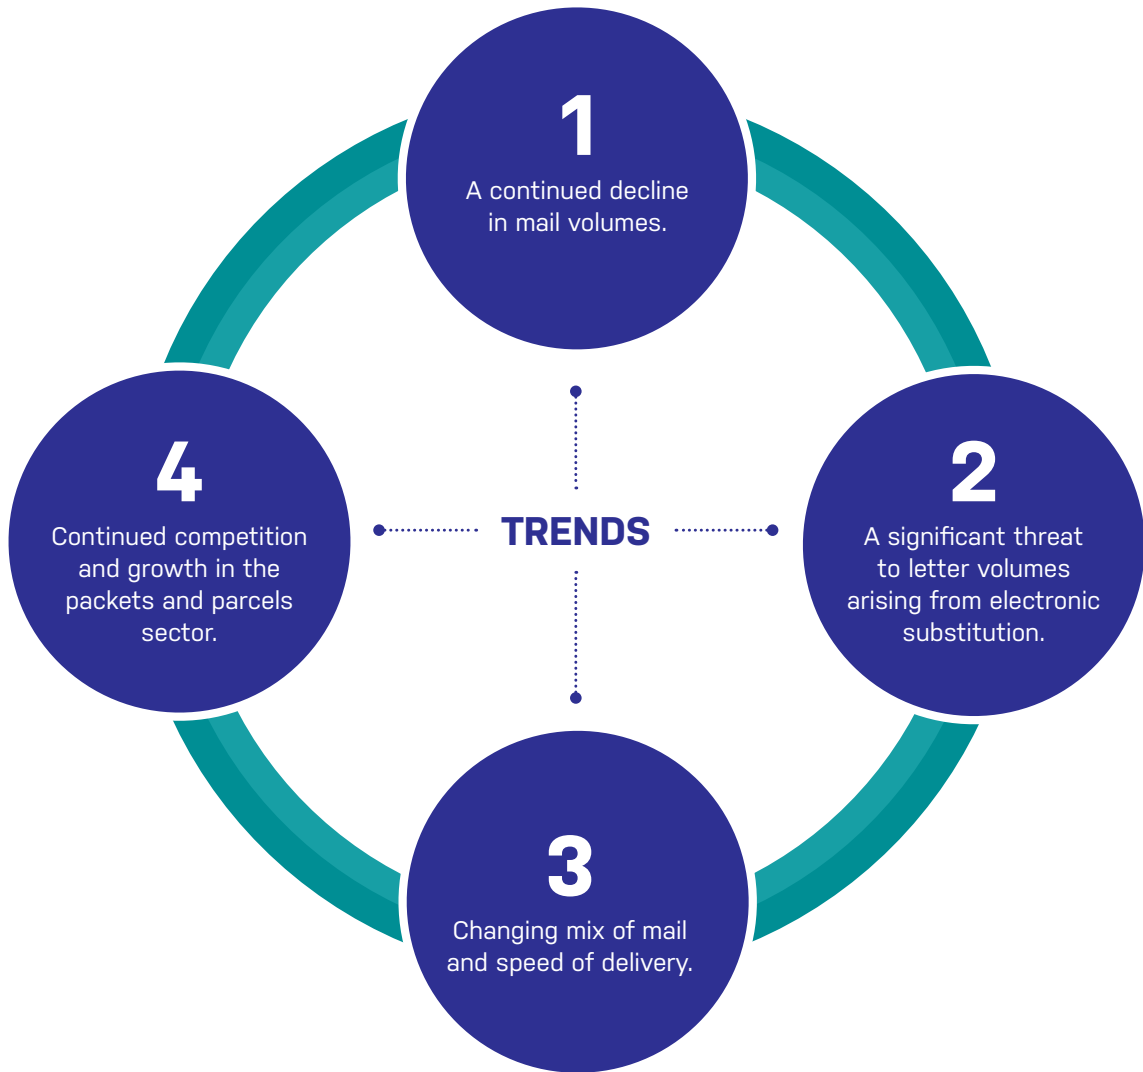 1
A continued decline
in mail volumes.
4
Continued competition
and growth in the
packets and parcels
sector.
TRENDS
2
A significant threat
to letter volumes
arising from electronic
substitution.
3
Changing mix of mail
and speed of delivery.